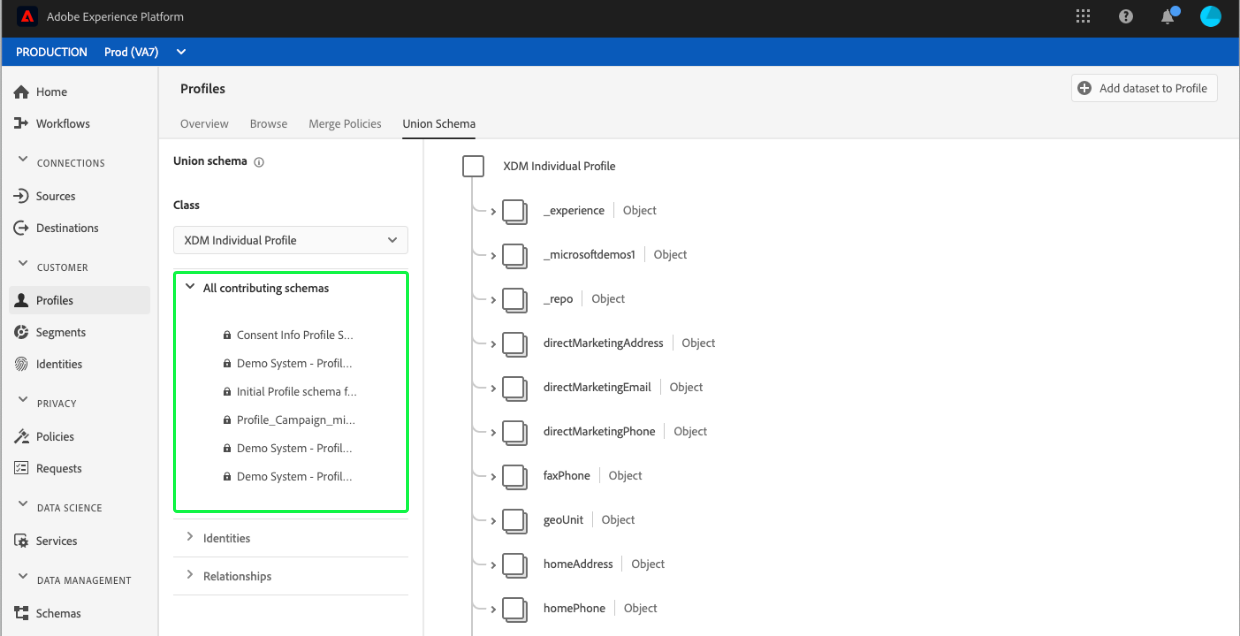 Adobe Experience Platform
PRODUCTION Prod (VA7)
Home
Workflows
CONNECTIONS
Sources
Destinations
CUSTOMER
Profiles
Segments
Identities
PRIVACY
Policies
Requests
DATA SCIENCE
Services
DATA MANAGEMENT
Schemas
Profiles
Add dataset to Profile
Overview Browse Merge Policies Union Schema
Union schema
Class
XDM Individual Profile
All contributing schemas
Consent Info Profile S...
Demo System - Profil...
Initial Profile schema f...
Profile_Campaign_mi...
Demo System - Profil...
Demo System - Profil...
Identities
Relationships
XDM Individual Profile
_experience Object
_microsoftdemos1 Object
_repo Object
directMarketingAddress Object
directMarketingEmail Object
directMarketingPhone Object
faxPhone Object
geoUnit Object
homeAddress Object
homePhone Object